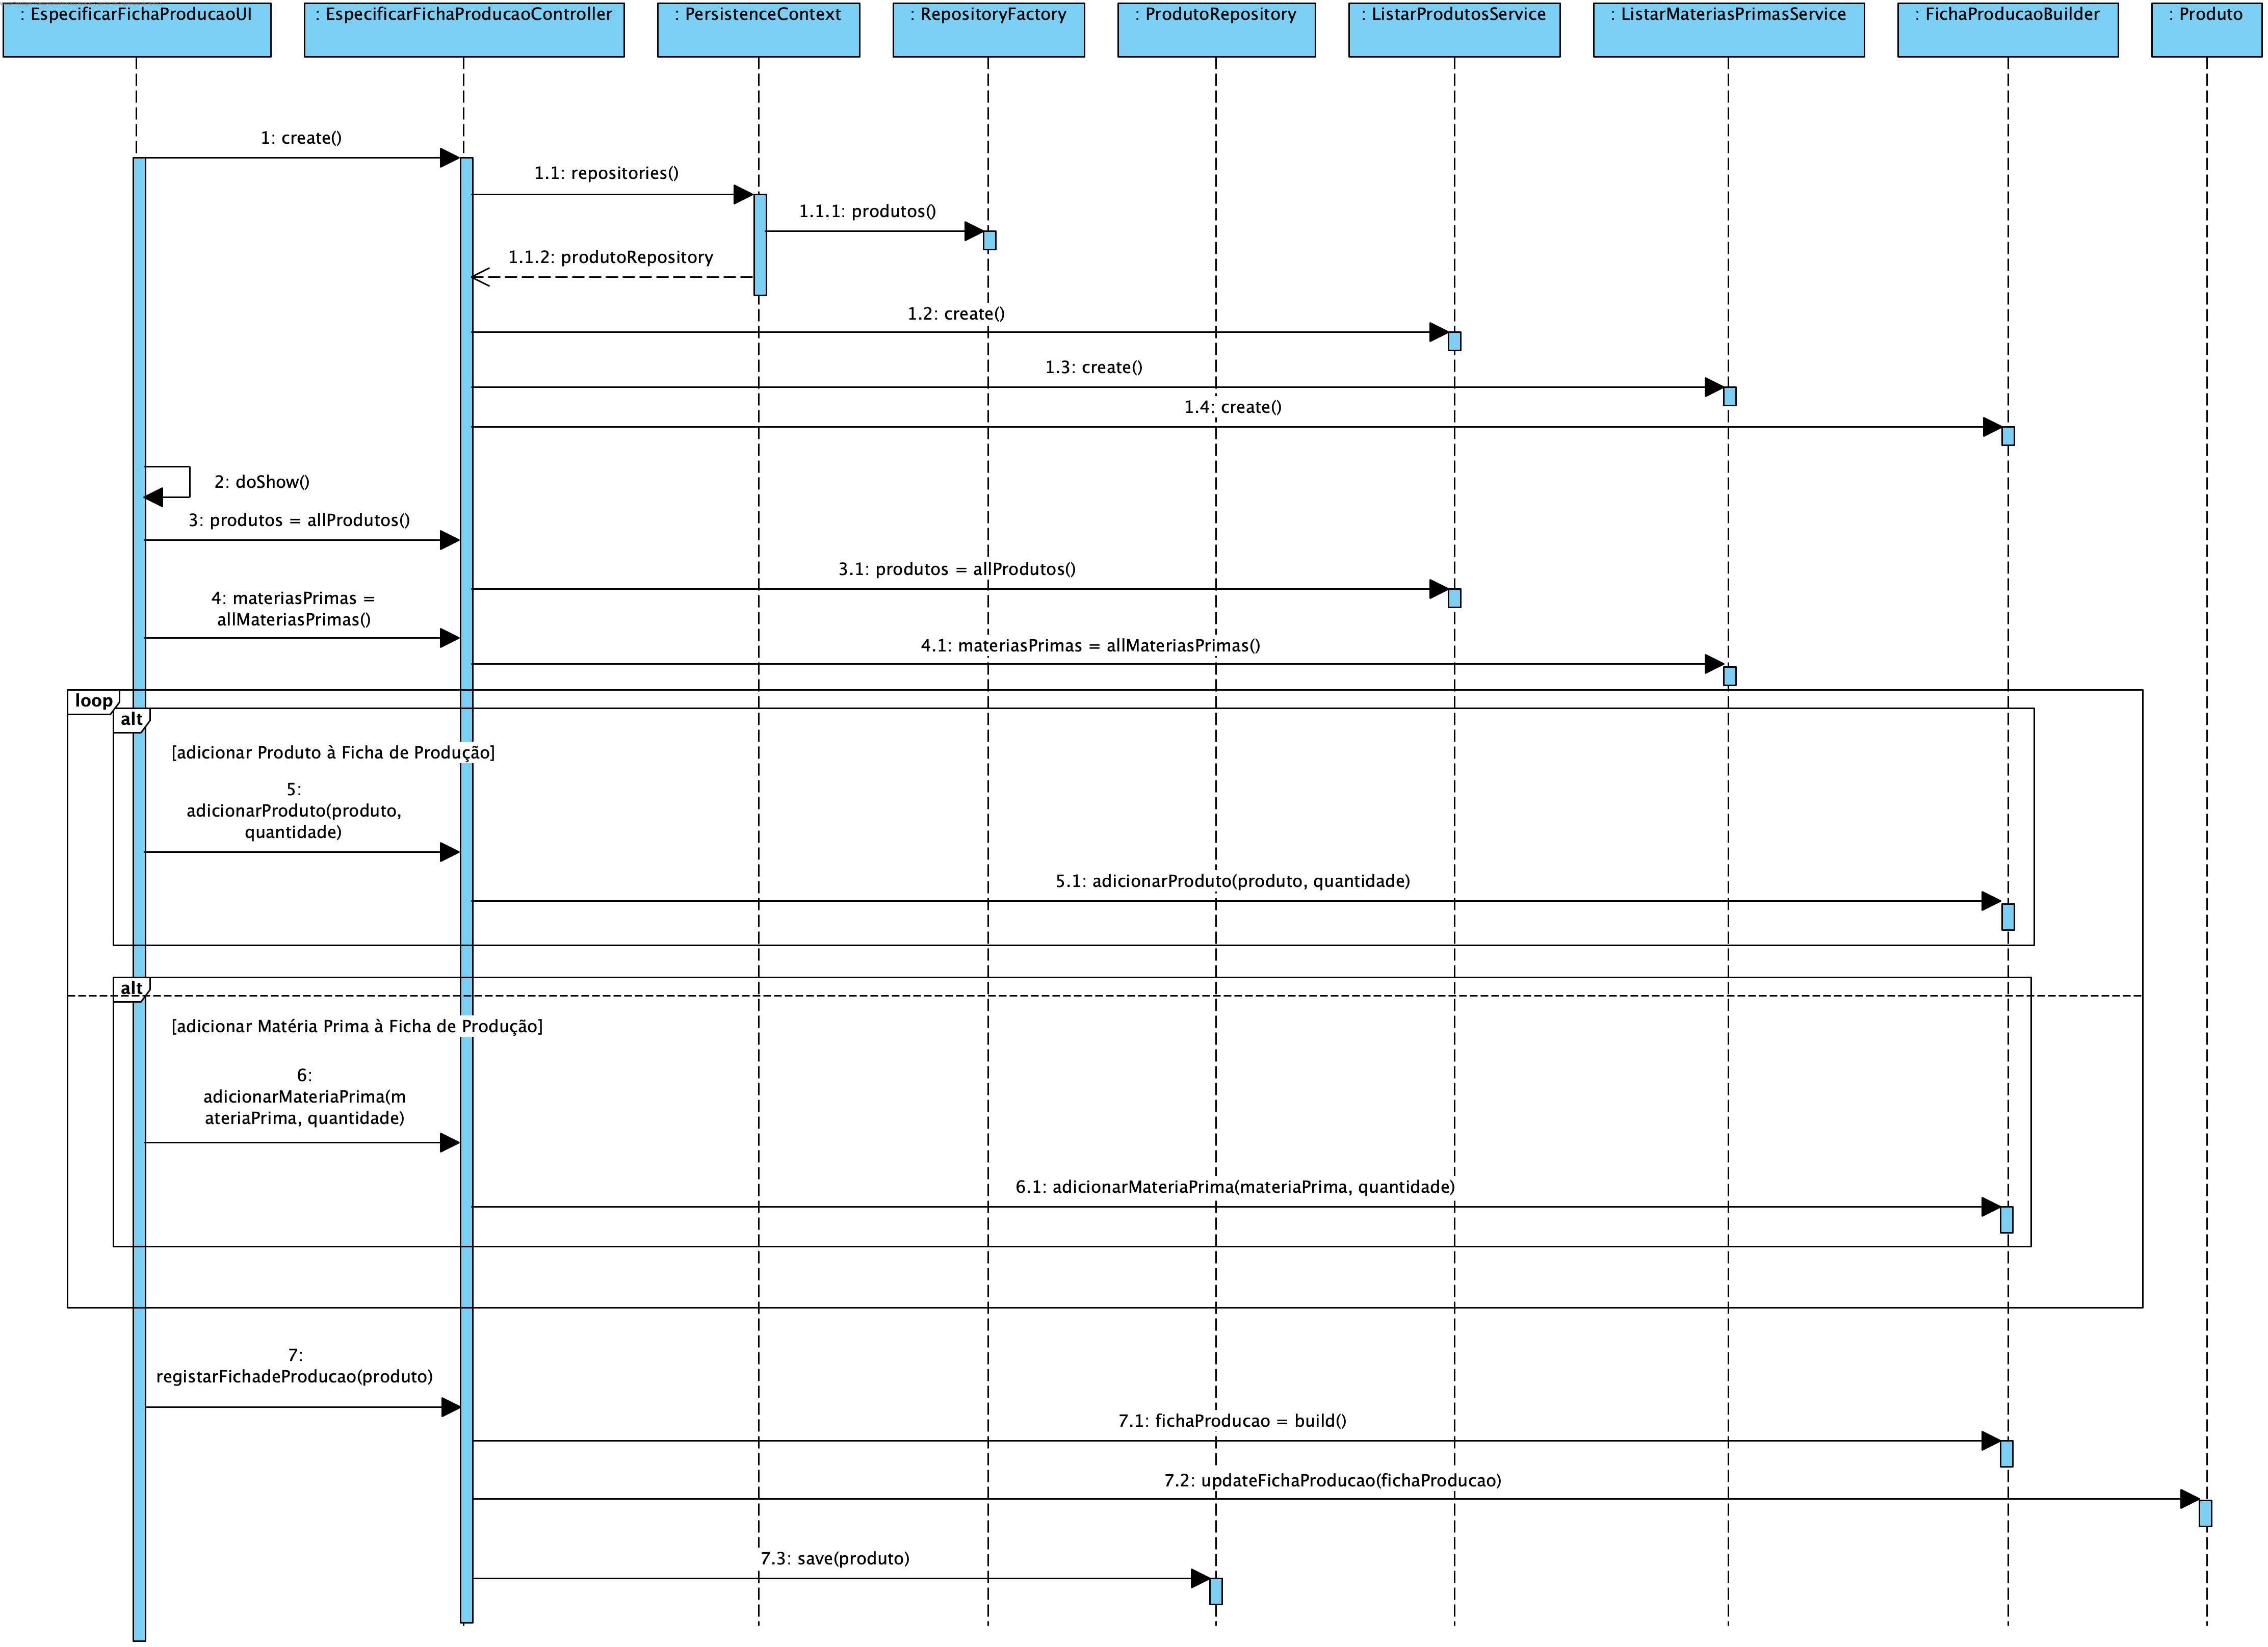 : EspecificarFichaProducaoUI
: EspecificarFichaProducaoController
: PersistenceContext
: RepositoryFactory
: ProdutoRepository
: ListarProdutosService
: ListarMateriasPrimasService
: FichaProducaoBuilder
: Produto
1: create()
1.1: repositories()
1.1.1: produtos()
1.1.2: produtoRepository
1.2: create()
1.3: create()
1.4: create()
2: doShow()
3: produtos = allProdutos()
3.1: produtos = allProdutos()
4: materiasPrimas =
allMateriasPrimas()
4.1: materiasPrimas = allMateriasPrimas()
loop
alt
[adicionar Produto à Ficha de Produção]
5:
adicionarProduto(produto,
quantidade)
5.1: adicionarProduto(produto, quantidade)
alt
[adicionar Matéria Prima à Ficha de Produção]
6:
adicionarMateriaPrima(m
ateriaPrima, quantidade)
6.1: adicionarMateriaPrima(materiaPrima, quantidade)
7:
registarFichadeProducao(produto)
7.1: fichaProducao = build()
7.2: updateFichaProducao(fichaProducao)
7.3: save(produto)